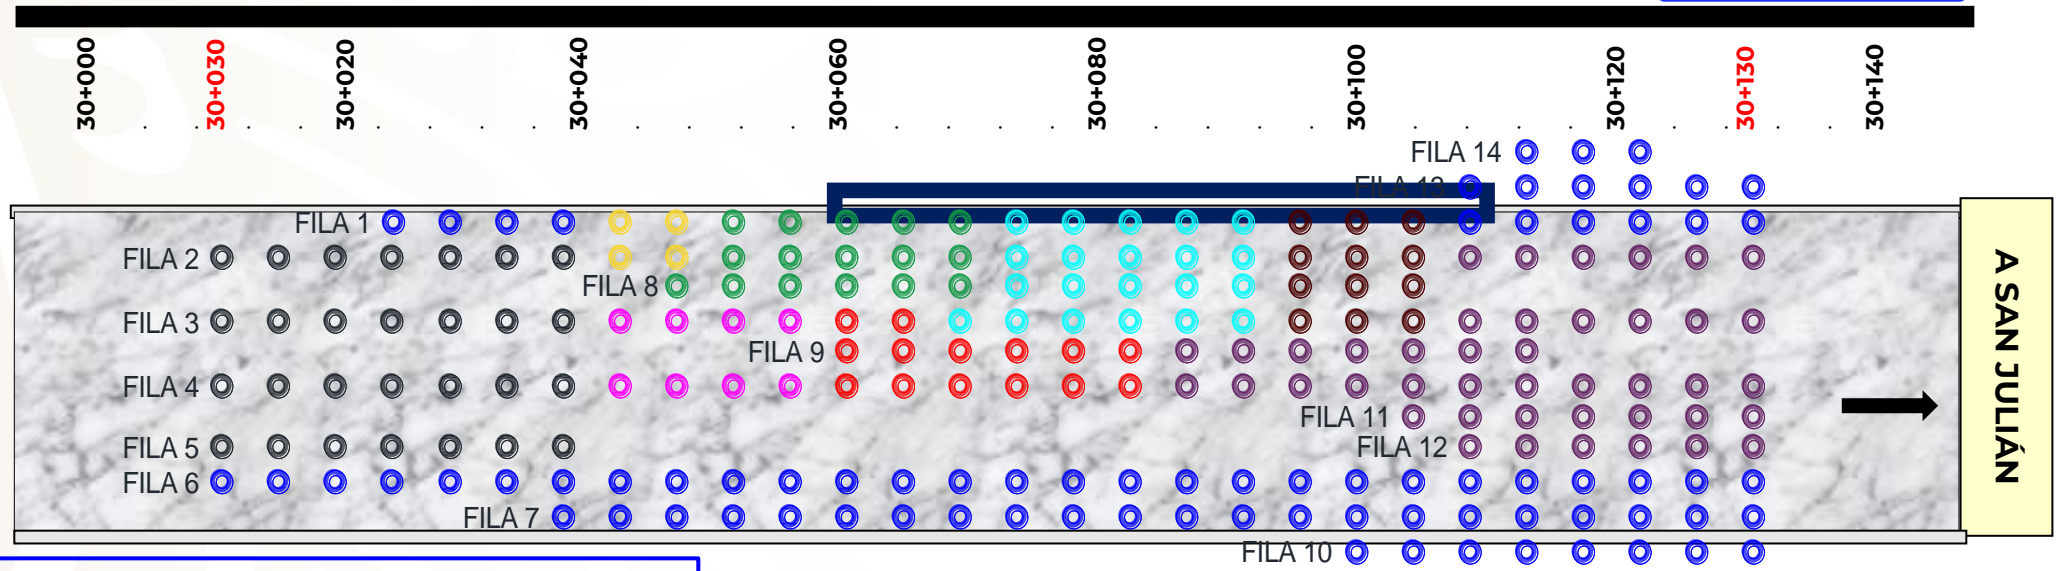 30+000
30+030
30+020
30+040
30+060
30+080
30+100
30+120
30+130
30+140
FILA 14
FILA 13
FILA 1
FILA 2
FILA 8
FILA 3
FILA 9
FILA 4
FILA 11
FILA 5
FILA 12
FILA 6
FILA 7
FILA 10
A SAN JULIÁN